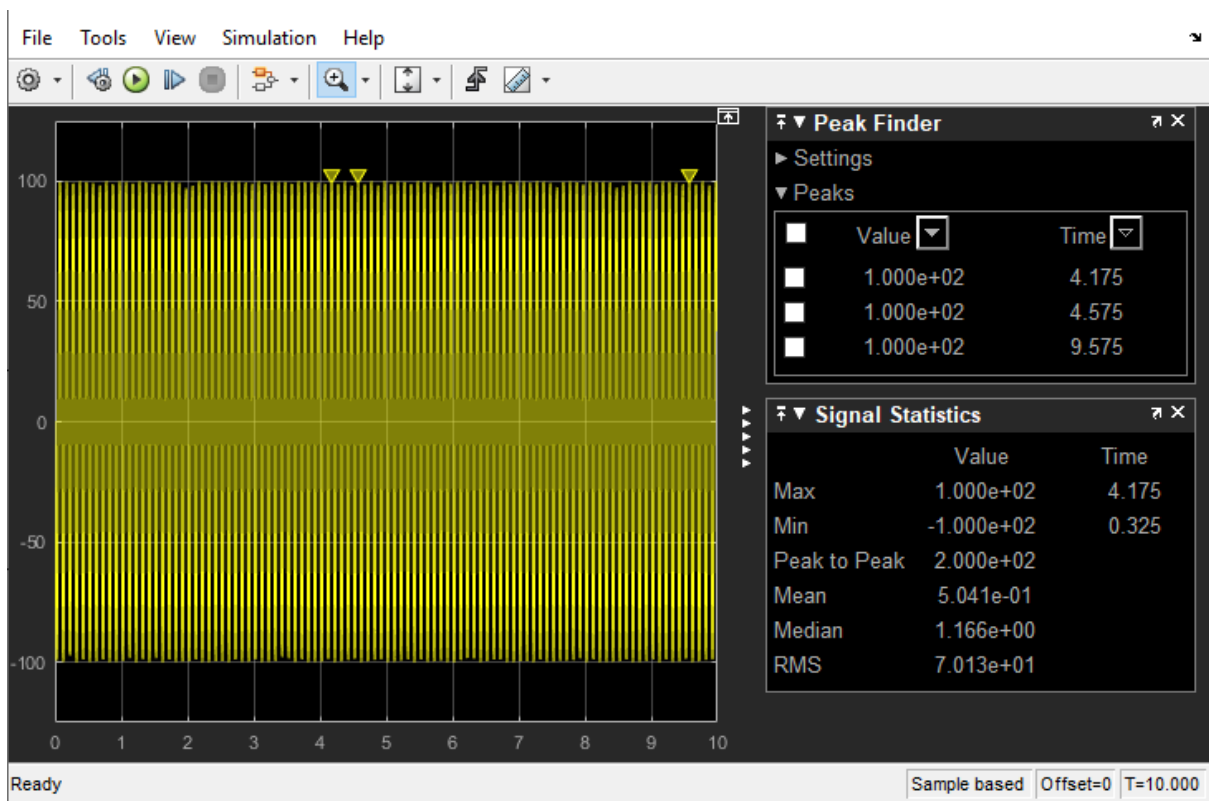 File Tools View Simulation Help
Peak Finder
Settings
Peaks
Value Time
1.000e+02 4.175
1.000e+02 4.575
1.000e+02 9.575
Signal Statistics
Value Time
Max 1.000e+02 4.175
Min -1.000e+02 0.325
Peak to Peak 2.000e+02
Mean 5.041e-01
Median 1.166e+00
RMS 7.013e+01
100
50
0
-50
-100
0 1 2 3 4 5 6 7 8 9 10
Ready Sample based Offset=0 T=10.000